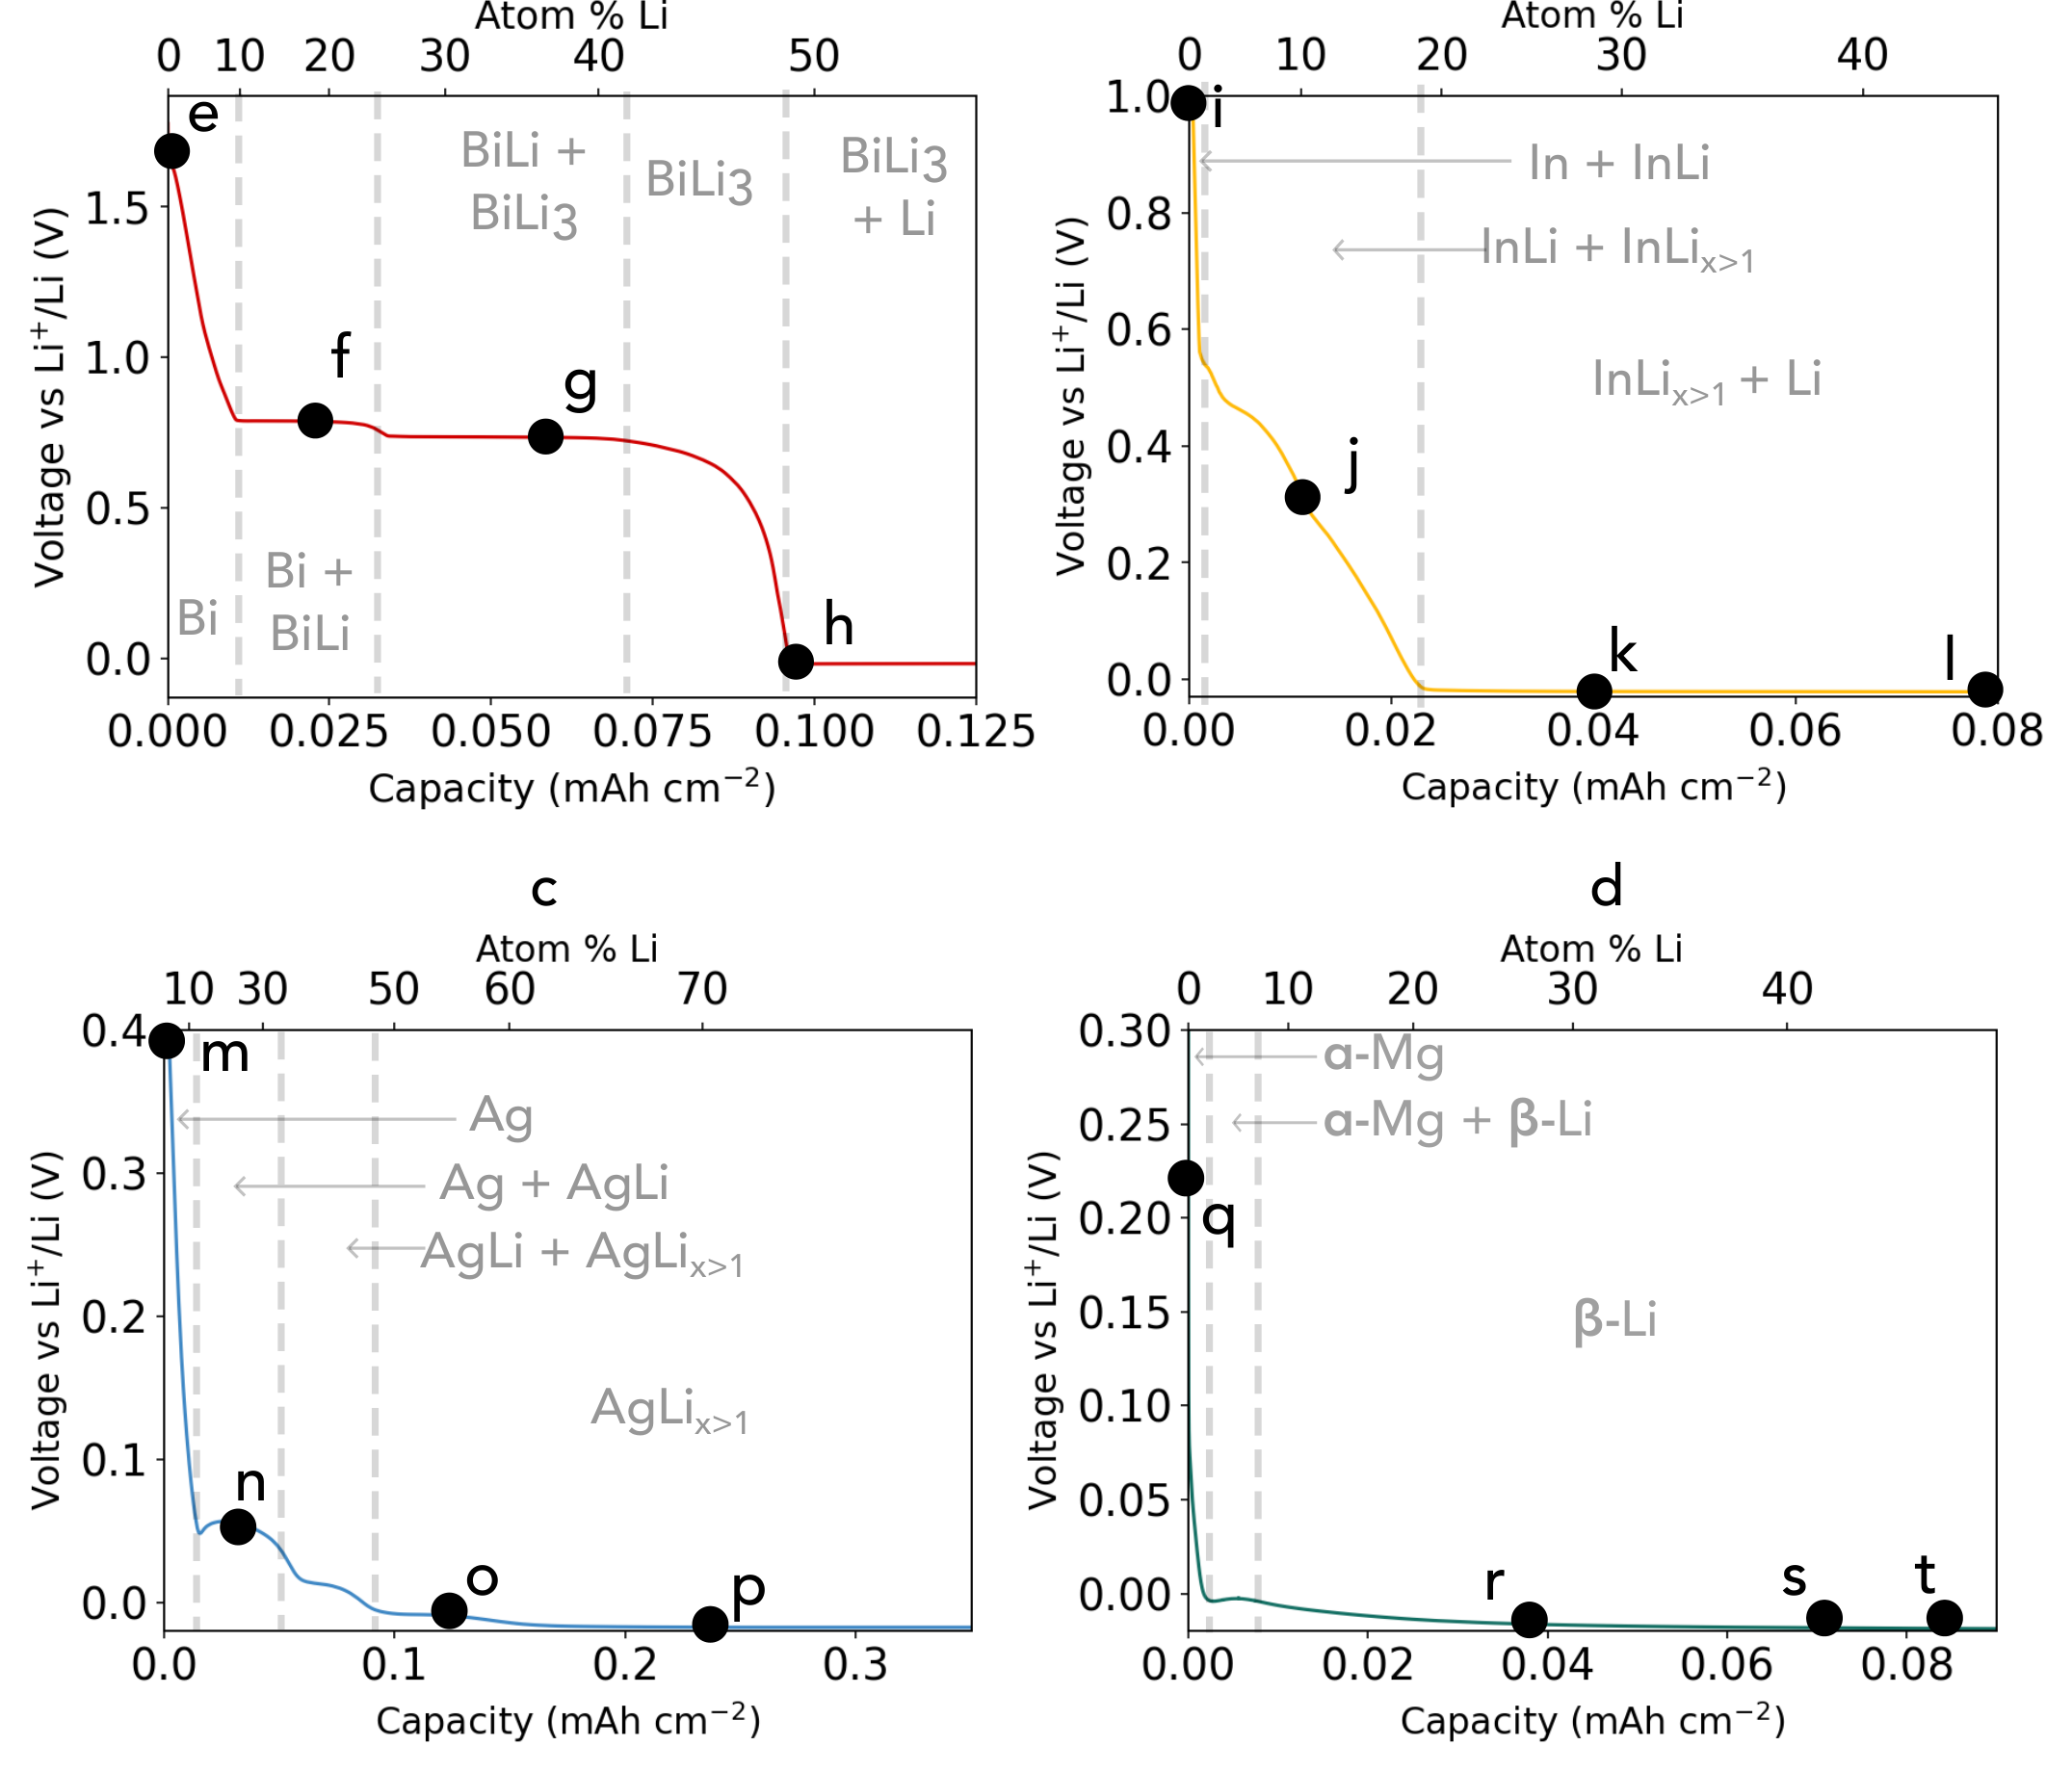 Atom % Li
0 10 20 30 40 50
e
BiLi +
BiLi₃
BiLi₃
BiLi₃
+ Li
1.5
f
1.0
g
0.5
Bi +
BiLi
Bi
h
0.0
Voltage vs Li⁺/Li (V)
0.000 0.025 0.050 0.075 0.100 0.125
Capacity (mAh cm⁻²)
Atom % Li
0 10 20 30 40
1.0
i
In + InLi
0.8
InLi + InLiₓ>₁
0.6
InLiₓ>₁ + Li
0.4
j
0.2
k
l
0.0
Voltage vs Li⁺/Li (V)
0.00 0.02 0.04 0.06 0.08
Capacity (mAh cm⁻²)
c
Atom % Li
10 30 50 60 70
0.4
m
Ag
0.3
Ag + AgLi
AgLi + AgLiₓ>₁
0.2
AgLiₓ>₁
0.1
n
o
p
0.0
Voltage vs Li⁺/Li (V)
0.0 0.1 0.2 0.3
Capacity (mAh cm⁻²)
d
Atom % Li
0 10 20 30 40
0.30
α-Mg
0.25
α-Mg + β-Li
0.20
q
0.15
β-Li
0.10
0.05
r
s
t
0.00
Voltage vs Li⁺/Li (V)
0.00 0.02 0.04 0.06 0.08
Capacity (mAh cm⁻²)